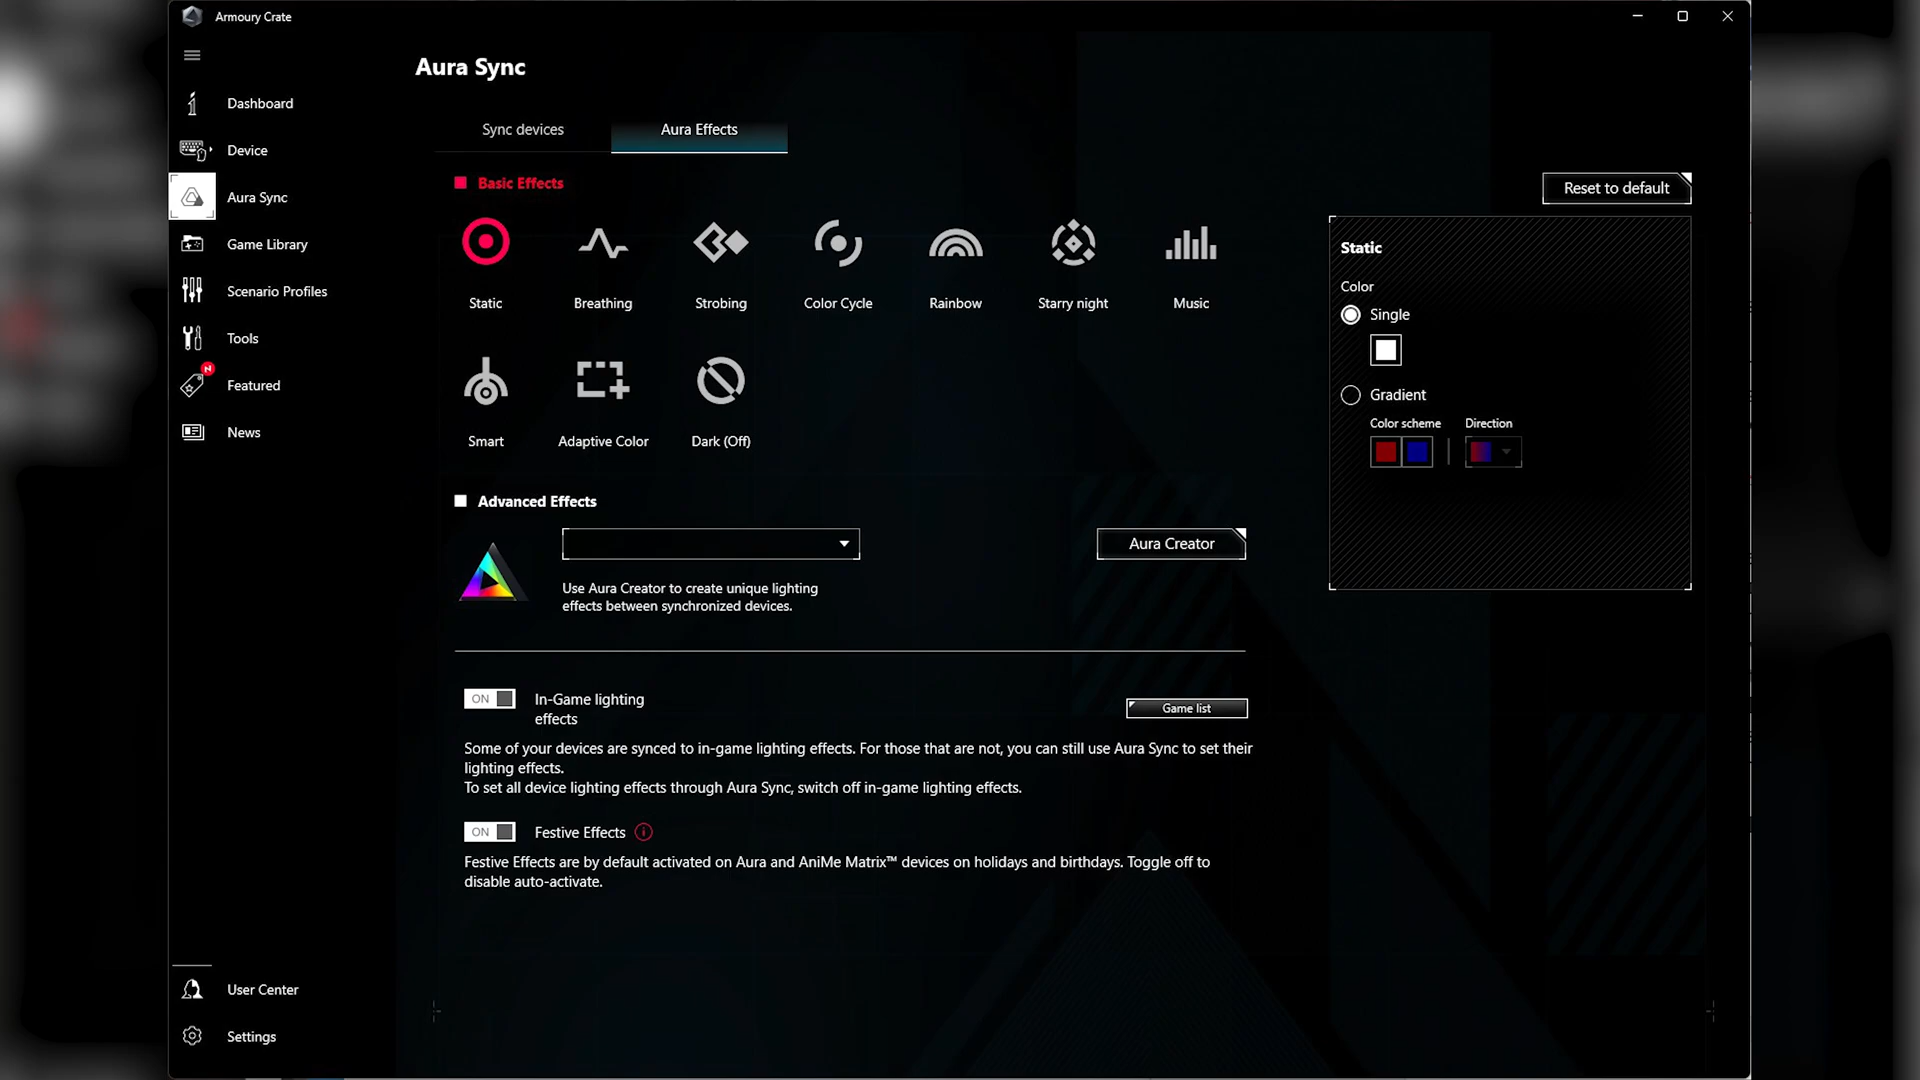 Armoury Crate
Dashboard
Device
Aura Sync
Game Library
Scenario Profiles
Tools
N
Featured
News
User Center
Settings
Aura Sync
Sync devices
Aura Effects
Basic Effects
Static
Breathing
Strobing
Color Cycle
Rainbow
Starry night
Music
Smart
Adaptive Color
Dark (Off)
Advanced Effects
Aura Creator
Use Aura Creator to create unique lighting
effects between synchronized devices.
ON
In-Game lighting
effects
Game list
Some of your devices are synced to in-game lighting effects. For those that are not, you can still use Aura Sync to set their
lighting effects.
To set all device lighting effects through Aura Sync, switch off in-game lighting effects.
ON
Festive Effects
Festive Effects are by default activated on Aura and AniMe Matrix™ devices on holidays and birthdays. Toggle off to
disable auto-activate.
Reset to default
Static
Color
Single
Gradient
Color scheme
Direction